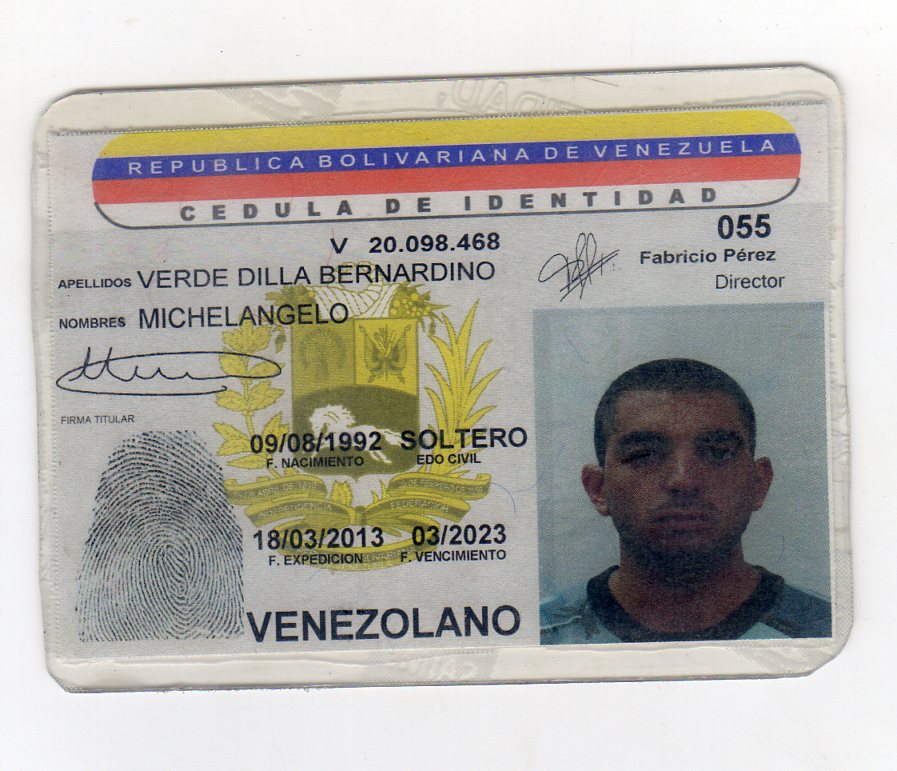 REPUBLICA BOLIVARIANA DE VENEZUELA
CEDULA DE IDENTIDAD
V 20.098.468
055
Fabricio Pérez
Director
APELLIDOS VERDE DILLA BERNARDINO
NOMBRES MICHELANGELO
FIRMA TITULAR
09/08/1992 SOLTERO
F. NACIMIENTO EDO CIVIL
18/03/2013 03/2023
F. EXPEDICION F. VENCIMIENTO
VENEZOLANO